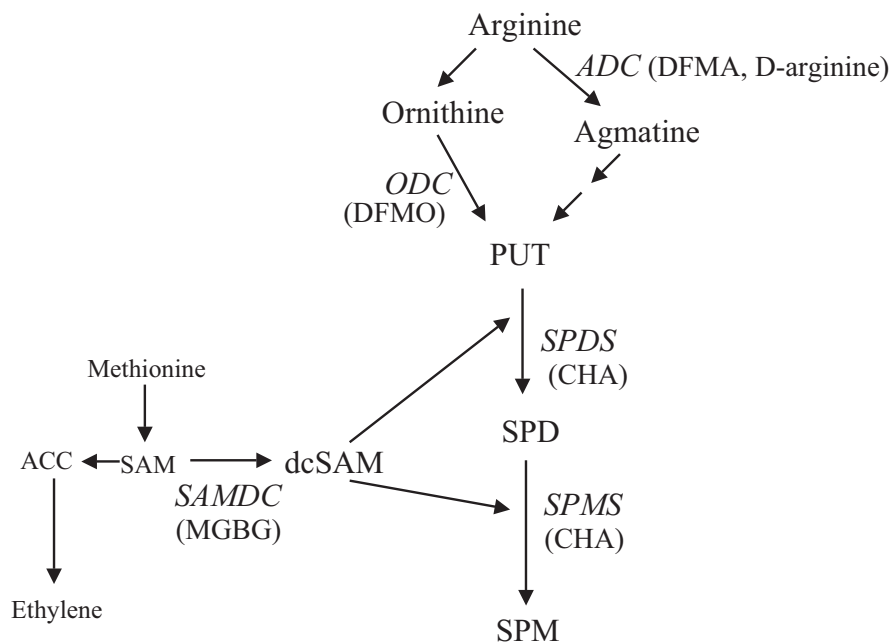 Arginine
ADC (DFMA, D-arginine)
Ornithine
Agmatine
ODC
(DFMO)
PUT
SPDS
(CHA)
Methionine
SPD
ACC
SAM
dcSAM
SAMDC
(MGBG)
SPMS
(CHA)
Ethylene
SPM